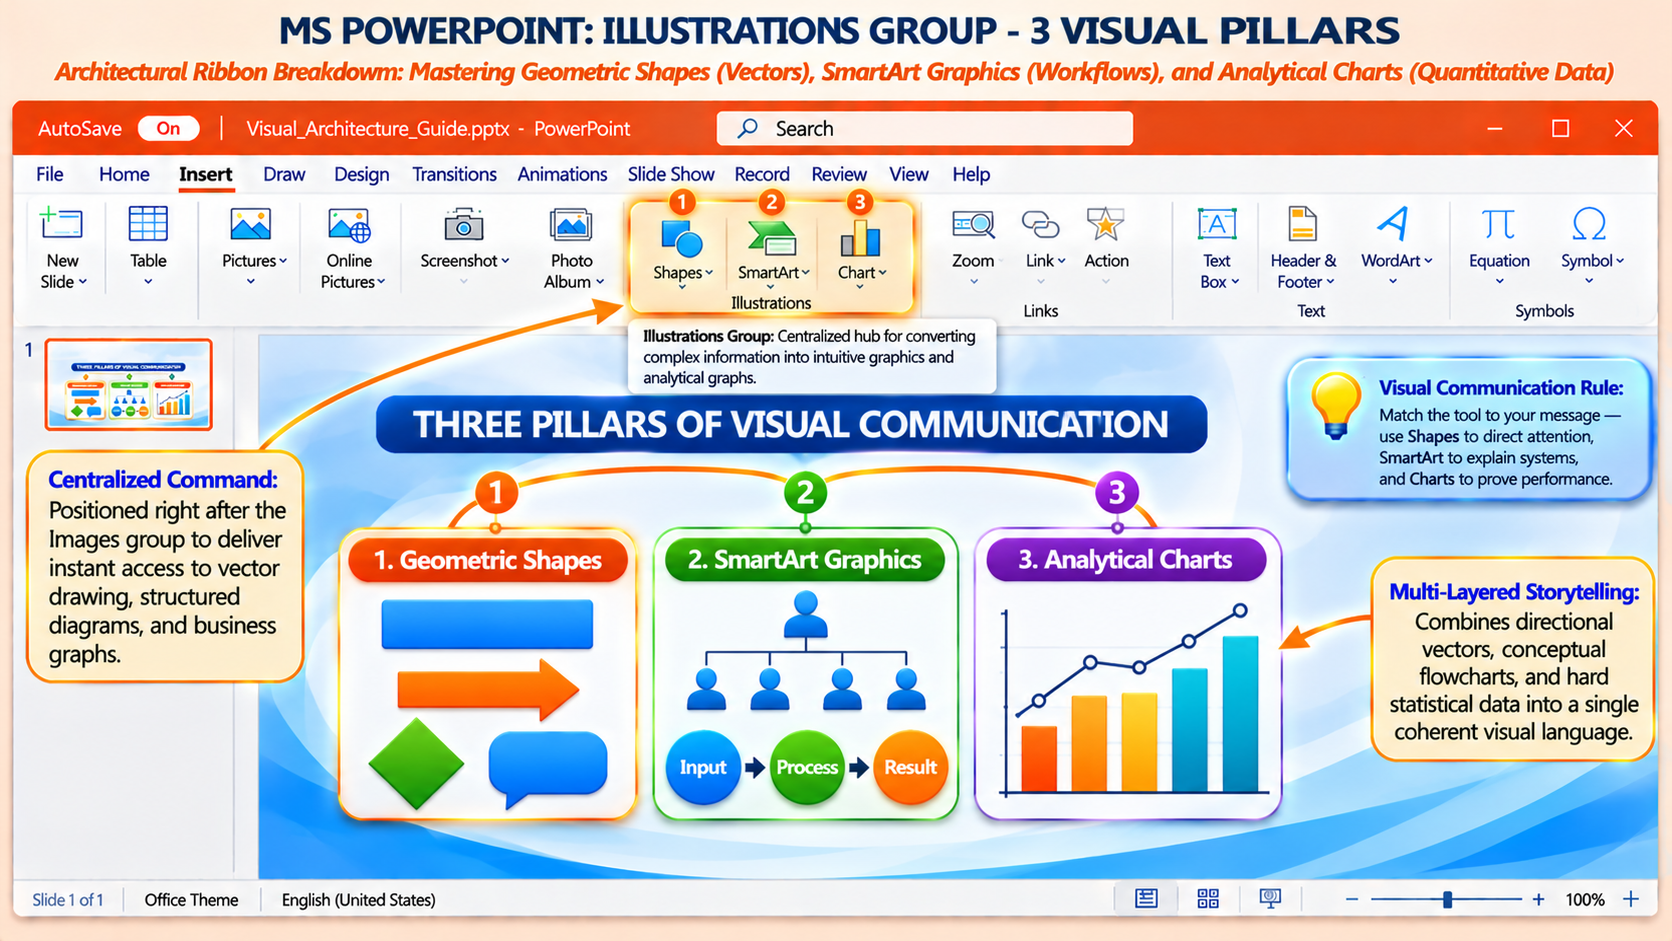 MS POWERPOINT: ILLUSTRATIONS GROUP - 3 VISUAL PILLARS
Architectural Ribbon Breakdowm: Mastering Geometric Shapes (Vectors), SmartArt Graphics (Workflows), and Analytical Charts (Quantitative Data)
AutoSave On Visual_Architecture_Guide.pptx - PowerPoint Search
File Home Insert Draw Design Transitions Animations Slide Show Record Review View Help
1 2 3
New Slide
Table
Pictures
Online Pictures
Screenshot
Photo Album
Shapes
SmartArt
Chart
Illustrations
Zoom
Link
Action
Links
Text Box
Header & Footer
WordArt
Text
Equation
Symbol
Symbols
Illustrations Group: Centralized hub for converting
complex information into intuitive graphics and
analytical graphs.
1
THREE PILLARS OF VISUAL COMMUNICATION
Centralized Command:
Positioned right after the
Images group to deliver
instant access to vector
drawing, structured
diagrams, and business
graphs.
THREE PILLARS OF VISUAL COMMUNICATION
Visual Communication Rule:
Match the tool to your message —
use Shapes to direct attention,
SmartArt to explain systems,
and Charts to prove performance.
1 2 3
1. Geometric Shapes
2. SmartArt Graphics
Input Process Result
3. Analytical Charts
Multi-Layered Storytelling:
Combines directional
vectors, conceptual
flowcharts, and hard
statistical data into a single
coherent visual language.
Slide 1 of 1 Office Theme English (United States) 100%